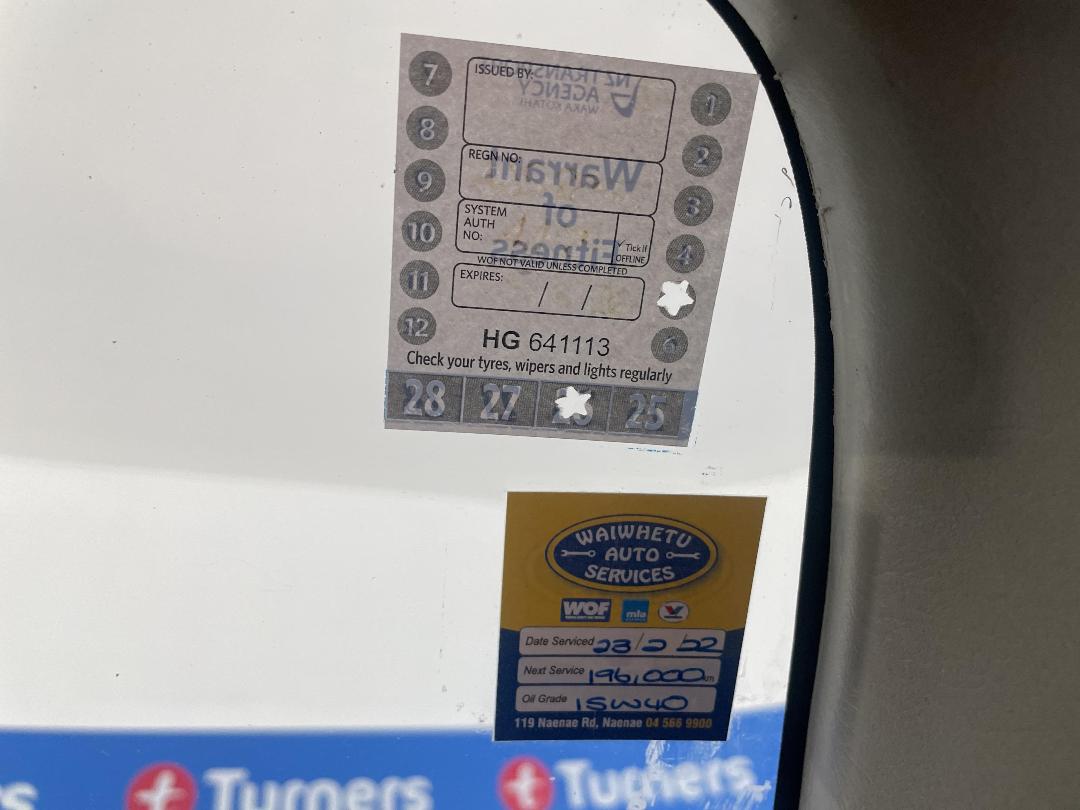 NZ TRANSPORT
AGENCY
WAKA KOTAHI
Warrant
of
Fitness
ISSUED BY:
REGN NO:
SYSTEM
AUTH
NO:
Tick if
OFFLINE
WOF NOT VALID UNLESS COMPLETED
EXPIRES: / /
7
8
9
10
11
12
1
2
3
4
6
HG 641113
Check your tyres, wipers and lights regularly
28 27 25
WAIWHETU
AUTO
SERVICES
WOF mta V
Date Serviced 23/2/22
Next Service 196,000 km
Oil Grade 15W40
119 Naenae Rd, Naenae 04 566 9900
rs t Turners t Turners